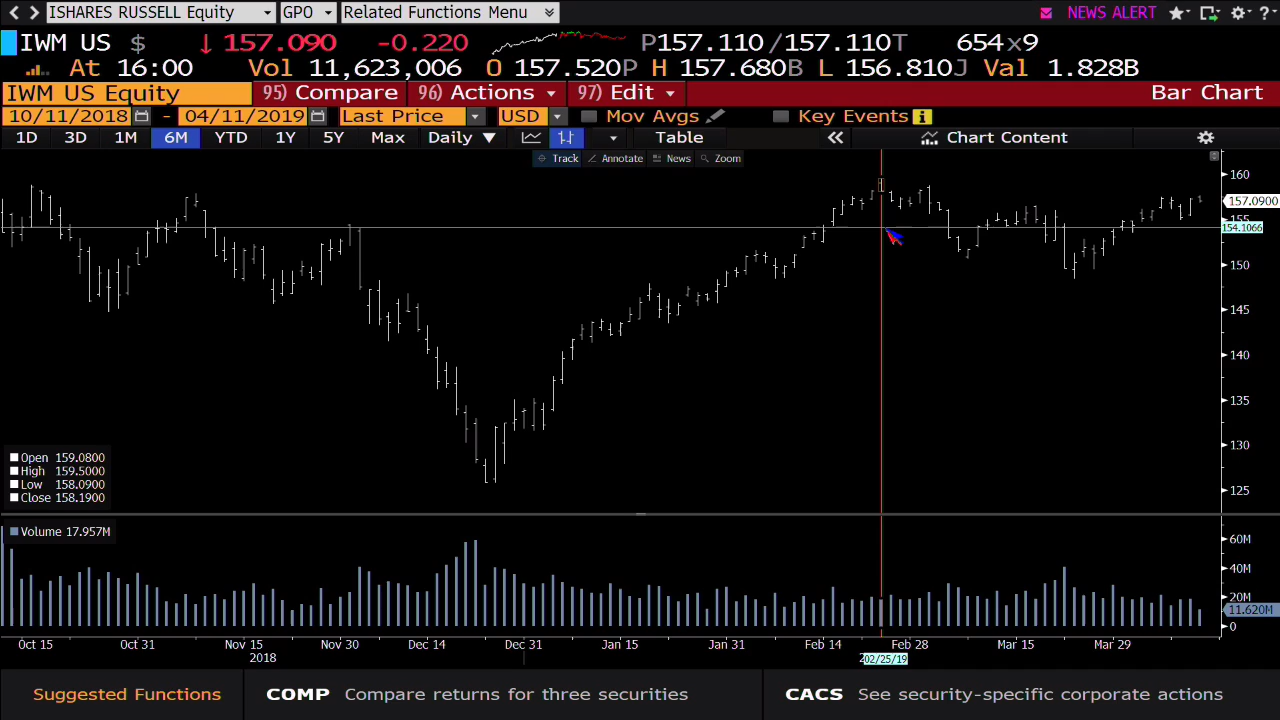 ISHARES RUSSELL Equity GPO Related Functions Menu NEWS ALERT ?
IWM US $ ↓ 157.090 -0.220 P157.110/157.110T 654x9
At 16:00 Vol 11,623,006 O 157.520P H 157.680B L 156.810J Val 1.828B
IWM US Equity 95) Compare 96) Actions 97) Edit Bar Chart
10/11/2018 - 04/11/2019 Last Price USD Mov Avgs Key Events i
1D 3D 1M 6M YTD 1Y 5Y Max Daily ▼ Table « Chart Content
Track Annotate News Zoom
160
157.0900
155
154.1066
150
145
140
135
130
125
Open 159.0800
High 159.5000
Low 158.0900
Close 158.1900
Volume 17.957M
60M
40M
20M
11.620M
0
Oct 15 Oct 31 Nov 15 Nov 30 Dec 14 Dec 31 Jan 15 Jan 31 Feb 14 Feb 28 Mar 15 Mar 29
2018 02/25/19
Suggested Functions COMP Compare returns for three securities CACS See security-specific corporate actions